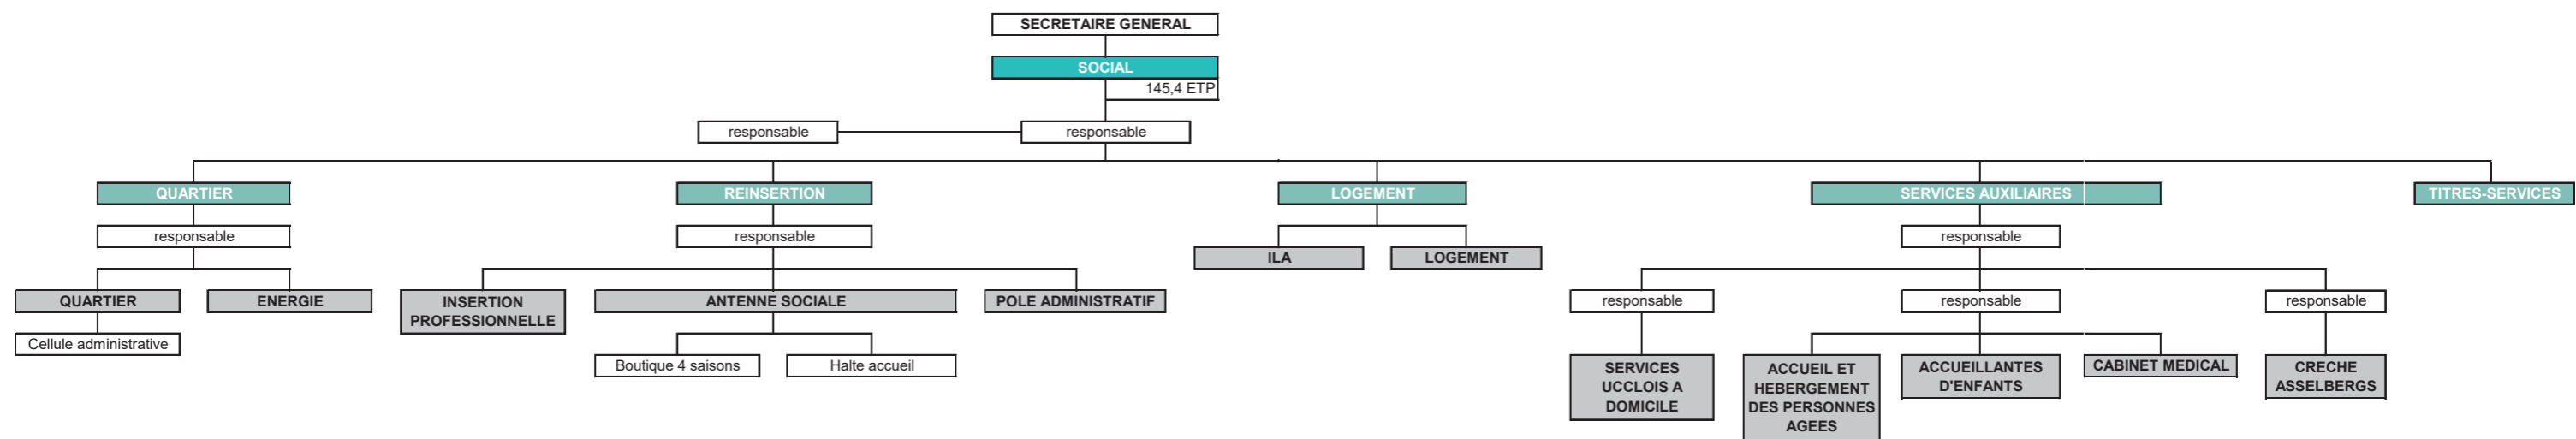 SECRETAIRE GENERAL
SOCIAL
145,4 ETP
responsable
responsable
QUARTIER
REINSERTION
LOGEMENT
SERVICES AUXILIAIRES
TITRES-SERVICES
responsable
responsable
responsable
ILA
LOGEMENT
QUARTIER
ENERGIE
INSERTION
PROFESSIONNELLE
ANTENNE SOCIALE
POLE ADMINISTRATIF
responsable
responsable
responsable
Cellule administrative
Boutique 4 saisons
Halte accueil
SERVICES
UCCLOIS A
DOMICILE
ACCUEIL ET
HEBERGEMENT
DES PERSONNES
AGEES
ACCUEILLANTES
D'ENFANTS
CABINET MEDICAL
CRECHE
ASSELBERGS